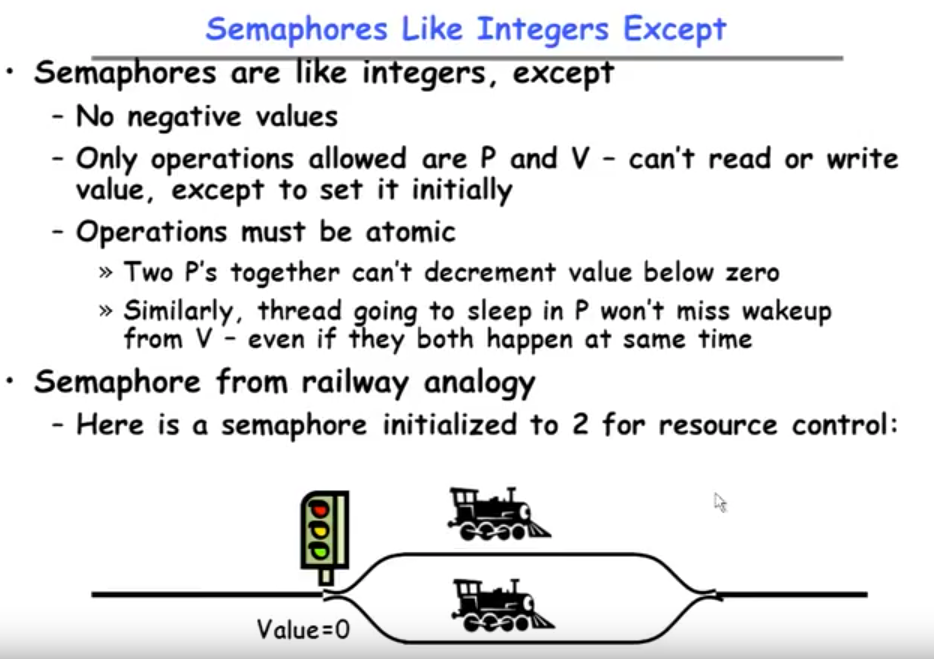 Semaphores Like Integers Except
• Semaphores are like integers, except
– No negative values
– Only operations allowed are P and V – can't read or write
value, except to set it initially
– Operations must be atomic
» Two P's together can't decrement value below zero
» Similarly, thread going to sleep in P won't miss wakeup
from V – even if they both happen at same time
• Semaphore from railway analogy
– Here is a semaphore initialized to 2 for resource control:
Value=0